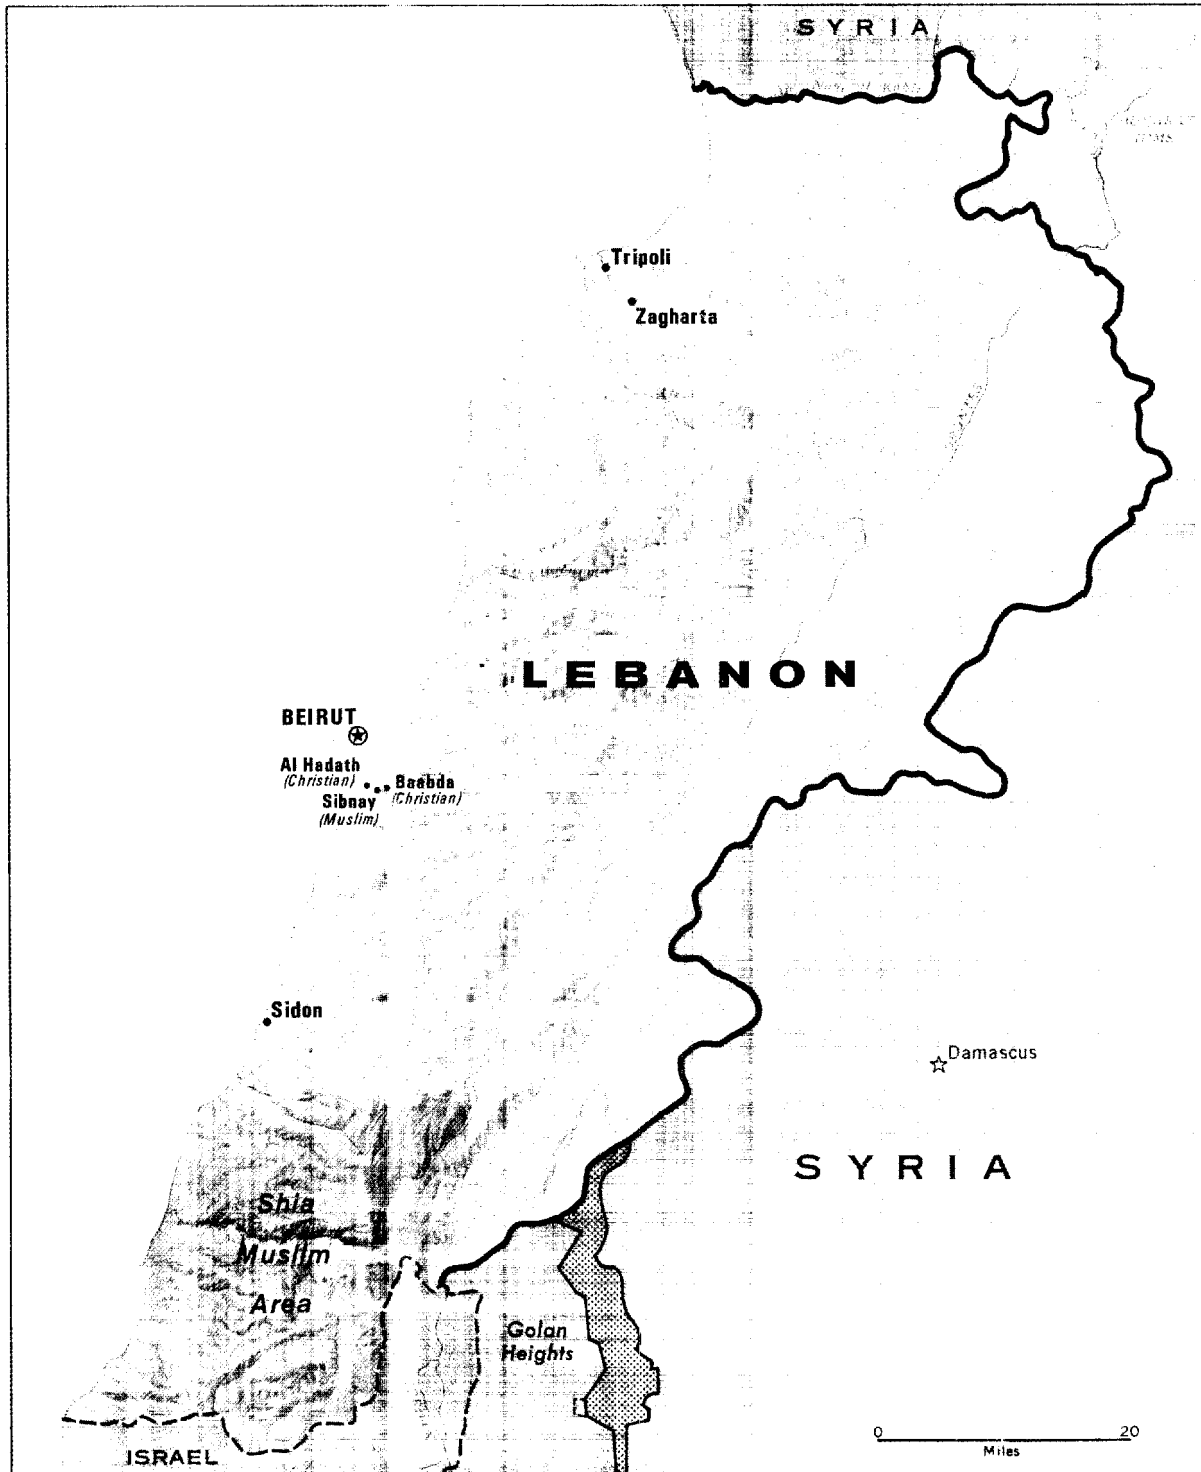 SYRIA
Tripoli
Zagharta
LEBANON
BEIRUT
Al Hadath
(Christian)
Baabda
(Christian)
Sibnay
(Muslim)
Sidon
Damascus
SYRIA
Shia
Muslim
Area
Golan
Heights
ISRAEL
0 20
Miles